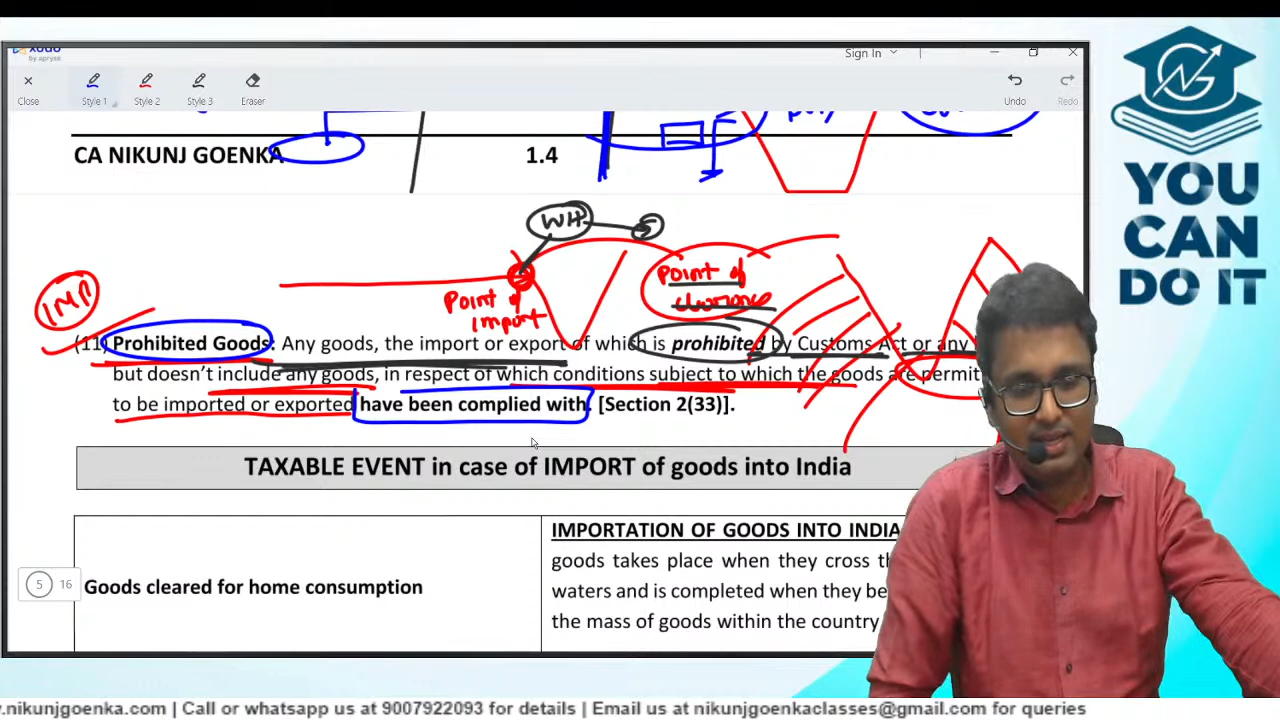 xodo
by apryse
Sign In
Close
Style 1
Style 2
Style 3
Eraser
Undo
Redo
CA NIKUNJ GOENKA
1.4
WH
IMP
Point of
import
Point of
clearance
(11) Prohibited Goods: Any goods, the import or export of which is prohibited by Customs Act or any
but doesn't include any goods, in respect of which conditions subject to which the goods are permit
to be imported or exported have been complied with. [Section 2(33)].
TAXABLE EVENT in case of IMPORT of goods into India
Goods cleared for home consumption
IMPORTATION OF GOODS INTO INDIA
goods takes place when they cross th
waters and is completed when they be
the mass of goods within the country
5 16
YOU
CAN
DO IT
.nikunjgoenka.com | Call or whatsapp us at 9007922093 for details | Email us at nikunjgoenkaclasses@gmail.com for queries